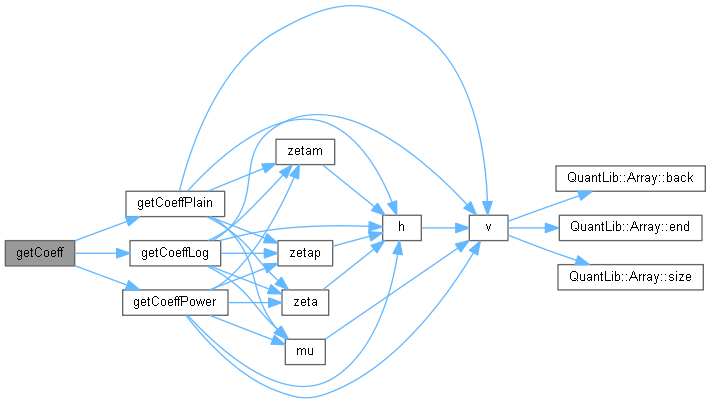 getCoeff
getCoeffPlain
getCoeffLog
getCoeffPower
zetam
zetap
zeta
mu
h
v
QuantLib::Array::back
QuantLib::Array::end
QuantLib::Array::size